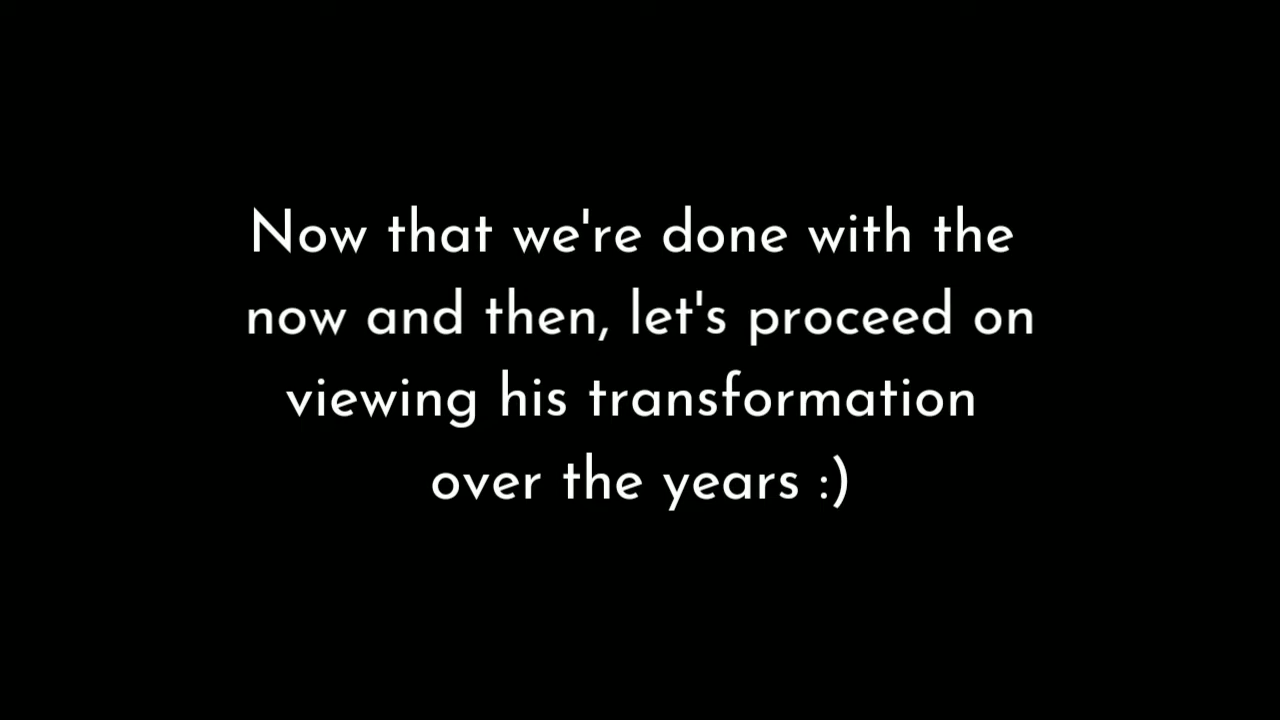 Now that we're done with the
now and then, let's proceed on
viewing his transformation
over the years :)